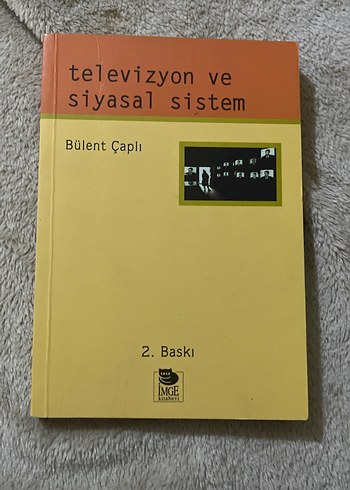 televizyon ve
siyasal sistem
Bülent Çaplı
2. Baskı
İMGE
kitabevi